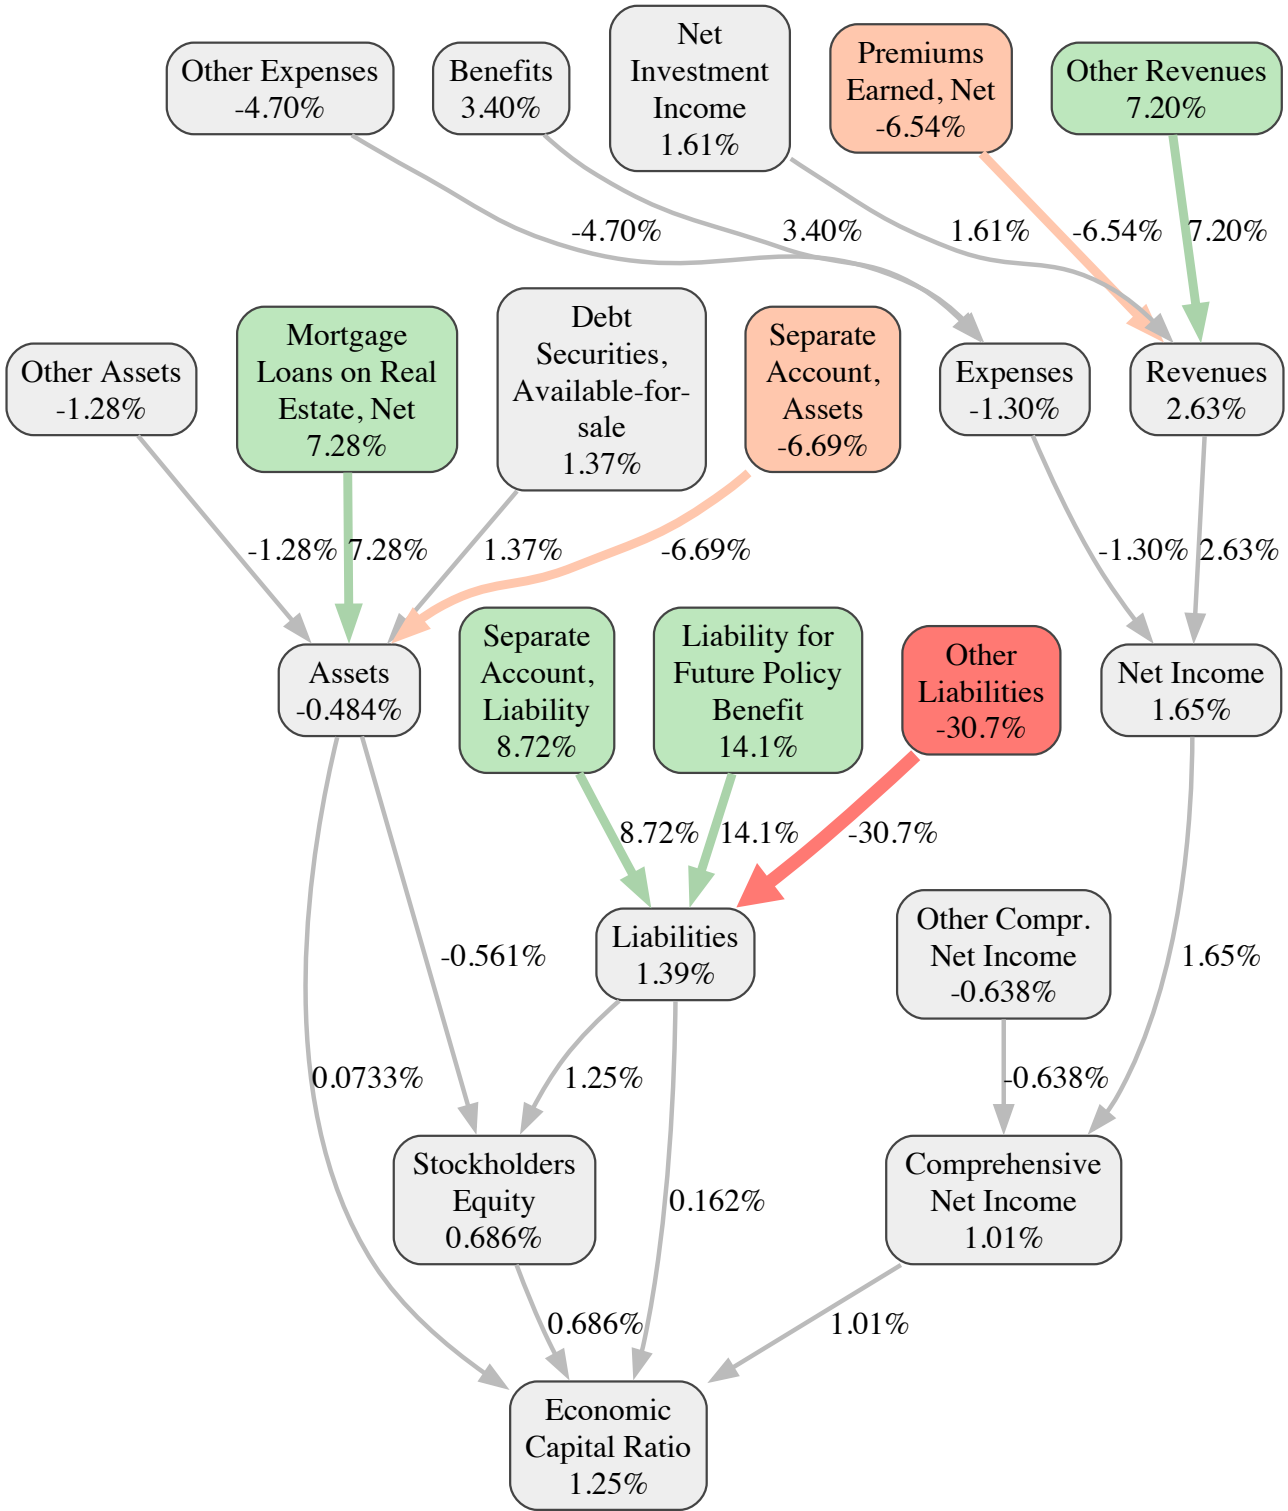 Other Expenses
-4.70%
Benefits
3.40%
Net
Investment
Income
1.61%
Premiums
Earned, Net
-6.54%
Other Revenues
7.20%
-4.70%
3.40%
1.61%
-6.54%
7.20%
Other Assets
-1.28%
Mortgage
Loans on Real
Estate, Net
7.28%
Debt
Securities,
Available-for-
sale
1.37%
Separate
Account,
Assets
-6.69%
Expenses
-1.30%
Revenues
2.63%
-1.28%
7.28%
1.37%
-6.69%
-1.30%
2.63%
Assets
-0.484%
Separate
Account,
Liability
8.72%
Liability for
Future Policy
Benefit
14.1%
Other
Liabilities
-30.7%
Net Income
1.65%
8.72%
14.1%
-30.7%
-0.561%
Liabilities
1.39%
Other Compr.
Net Income
-0.638%
1.65%
0.0733%
1.25%
-0.638%
Stockholders
Equity
0.686%
0.162%
Comprehensive
Net Income
1.01%
0.686%
1.01%
Economic
Capital Ratio
1.25%